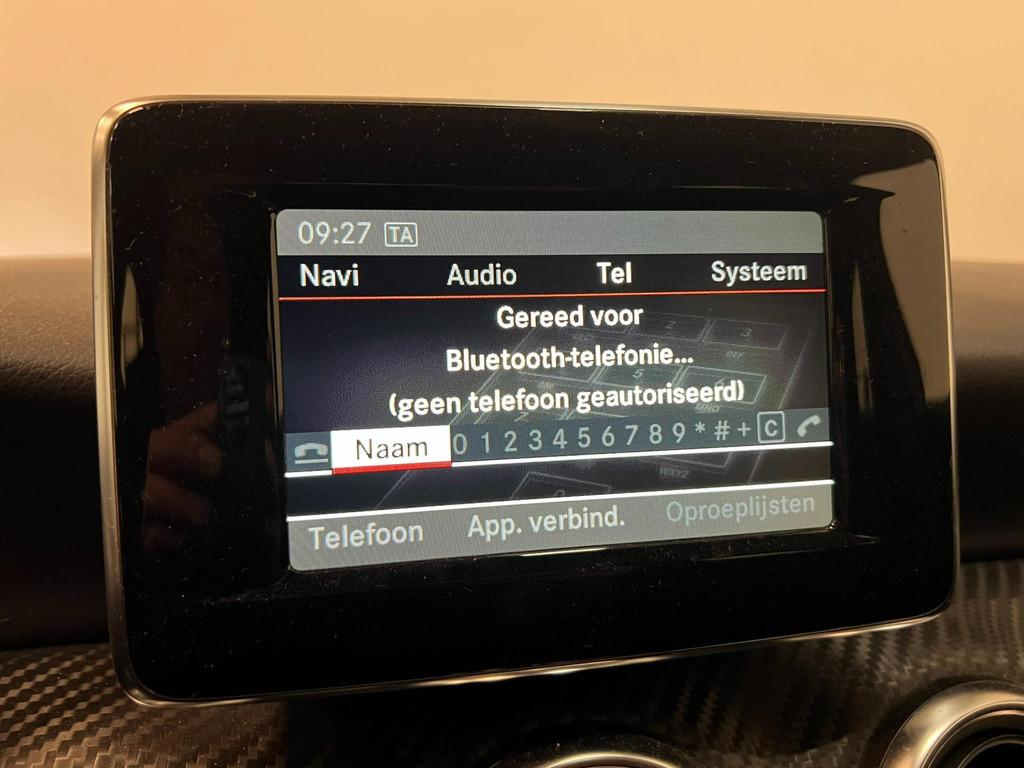 09:27 TA
Navi Audio Tel Systeem
Gereed voor
Bluetooth-telefonie...
(geen telefoon geautoriseerd)
Naam 0 1 2 3 4 5 6 7 8 9 * # + C
Telefoon App. verbind. Oproeplijsten